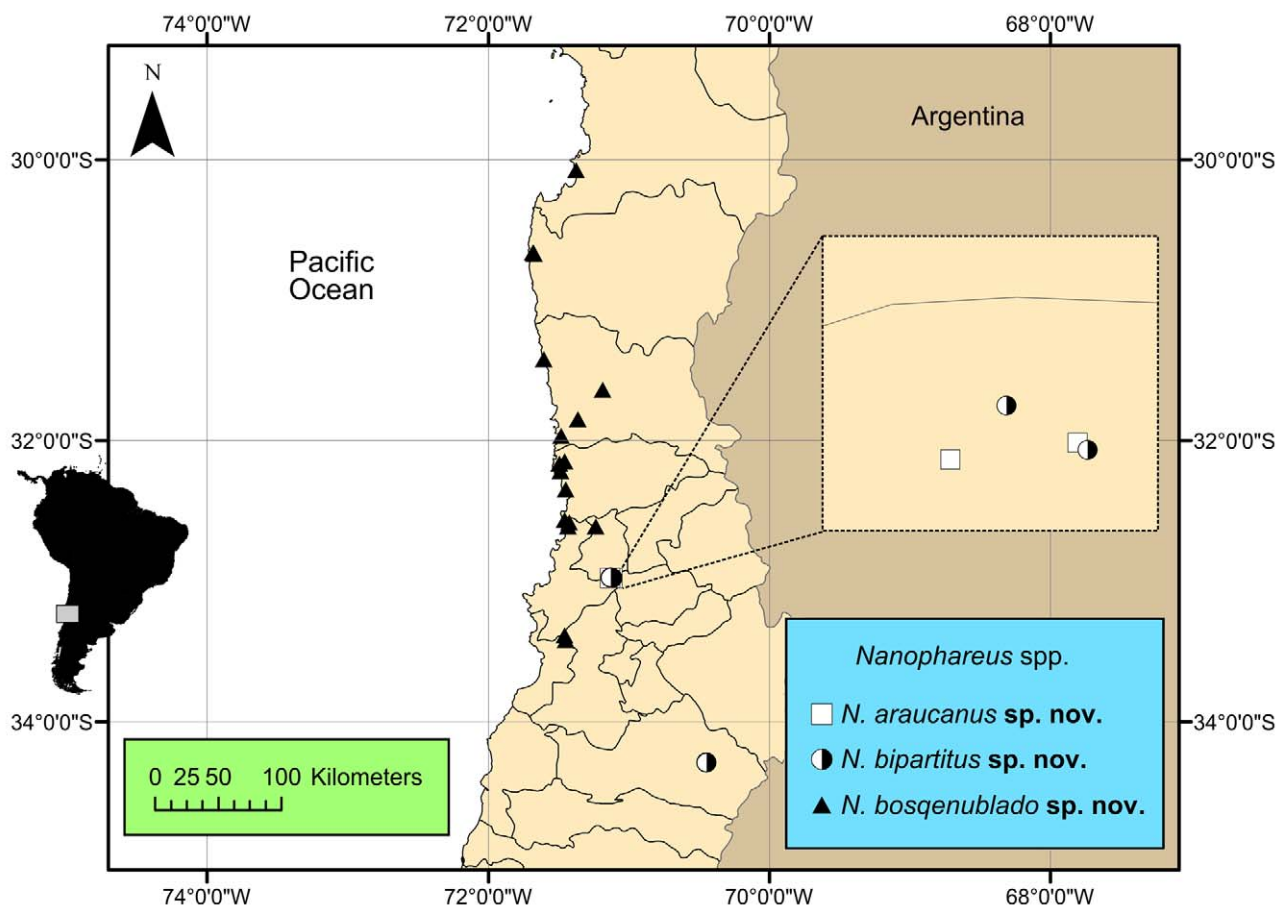 74°0'0"W 72°0'0"W 70°0'0"W 68°0'0"W
N
Argentina
30°0'0"S 30°0'0"S
Pacific
Ocean
32°0'0"S 32°0'0"S
Nanophareus spp.
N. araucanus sp. nov.
34°0'0"S 34°0'0"S
N. bipartitus sp. nov.
0 25 50 100 Kilometers
N. bosqenublado sp. nov.
74°0'0"W 72°0'0"W 70°0'0"W 68°0'0"W